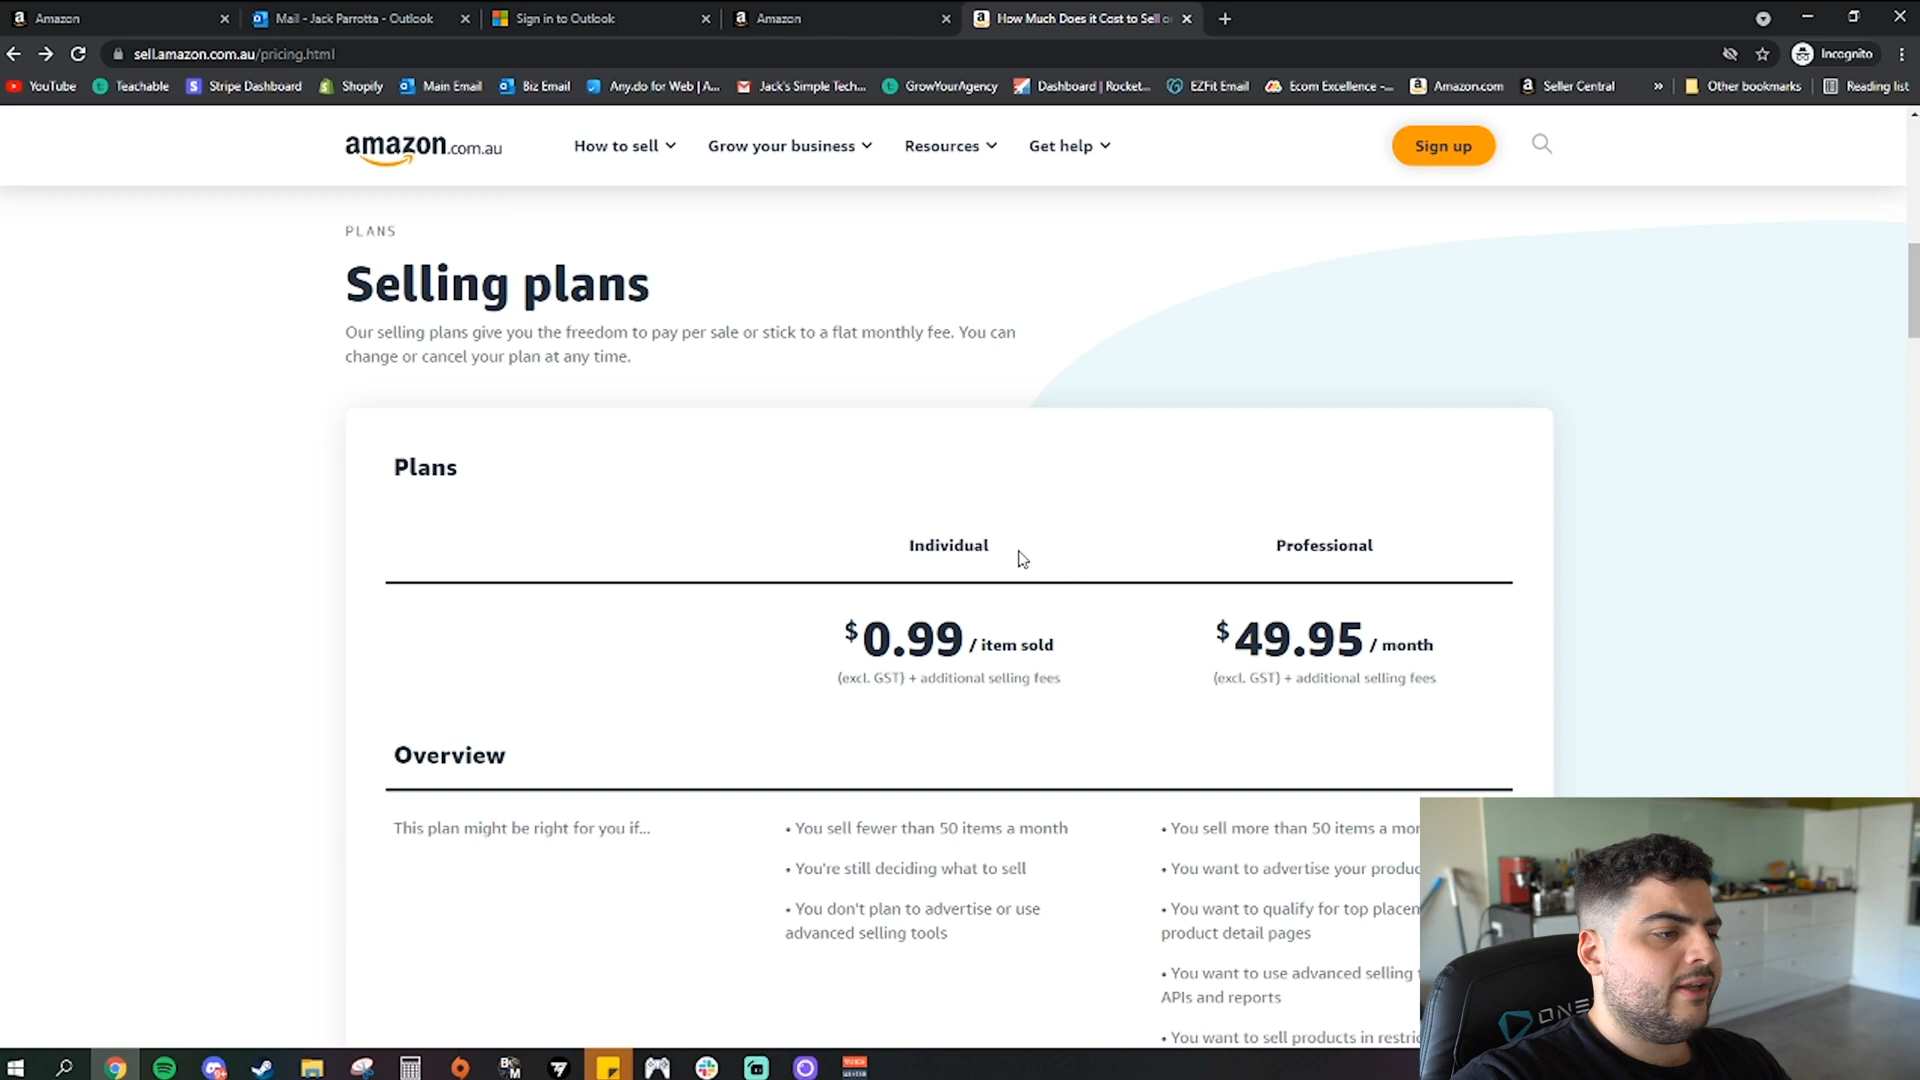 Amazon
Mail - Jack Parrotta - Outlook
Sign in to Outlook
Amazon
How Much Does it Cost to Sell o
sell.amazon.com.au/pricing.html
Incognito
YouTube
Teachable
Stripe Dashboard
Shopify
Main Email
Biz Email
Any.do for Web | A...
Jack's Simple Tech...
GrowYourAgency
Dashboard | Rocket...
EZFit Email
Ecom Excellence -...
Amazon.com
Seller Central
»
Other bookmarks
Reading list
amazon.com.au
How to sell
Grow your business
Resources
Get help
Sign up
PLANS
Selling plans
Our selling plans give you the freedom to pay per sale or stick to a flat monthly fee. You can
change or cancel your plan at any time.
Plans
Individual
Professional
$0.99 / item sold
$49.95 / month
(excl. GST) + additional selling fees
(excl. GST) + additional selling fees
Overview
This plan might be right for you if...
• You sell fewer than 50 items a month
• You're still deciding what to sell
• You don't plan to advertise or use
advanced selling tools
• You sell more than 50 items a mon
• You want to advertise your produc
• You want to qualify for top placem
product detail pages
• You want to use advanced selling
APIs and reports
• You want to sell products in restri
ONE